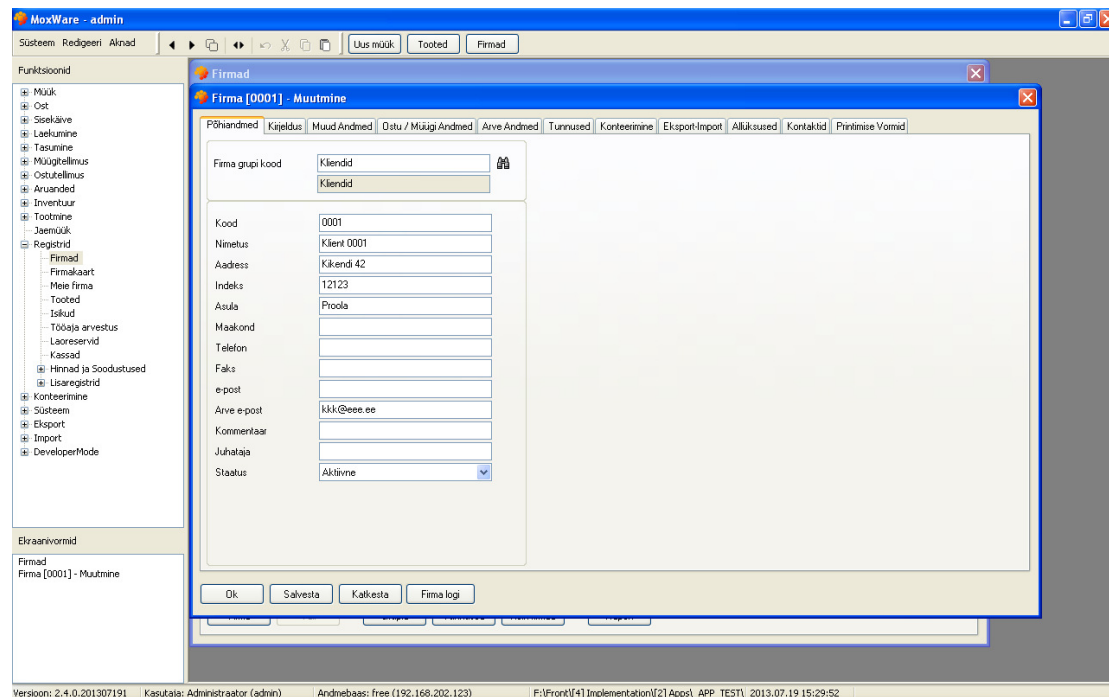 MoxWare - admin
Süsteem Redigeeri Aknad
Uus müük
Tooted
Firmad
Funktsioonid
Müük
Ost
Sisekäive
Laekumine
Tasumine
Müügitellimus
Ostutellimus
Aruanded
Inventuur
Tootmine
Jaemüük
Registrid
Firmad
Firmakaart
Meie firma
Tooted
Isikud
Tööaja arvestus
Laoreservid
Kassad
Hinnad ja Soodustused
Lisaregistrid
Konteerimine
Süsteem
Eksport
Import
DeveloperMode
Ekraanivormid
Firmad
Firma [0001] - Muutmine
Firmad
Firma [0001] - Muutmine
Põhiandmed Kirjeldus Muud Andmed Ostu / Müügi Andmed Arve Andmed Tunnused Konteerimine Eksport-Import Allüksused Kontaktid Printimise Vormid
Firma grupi kood Kliendid
Kliendid
Kood 0001
Nimetus Klient 0001
Aadress Kikendi 42
Indeks 12123
Asula Proola
Maakond
Telefon
Faks
e-post
Arve e-post kkk@eee.ee
Kommentaar
Juhataja
Staatus Aktiivne
Ok Salvesta Katkesta Firma logi
Versioon: 2.4.0.201307191 Kasutaja: Administraator (admin) Andmebaas: free (192.168.202.123) F:\Front\[4] Implementation\[2] Apps\_APP_TEST\ 2013.07.19 15:29:52